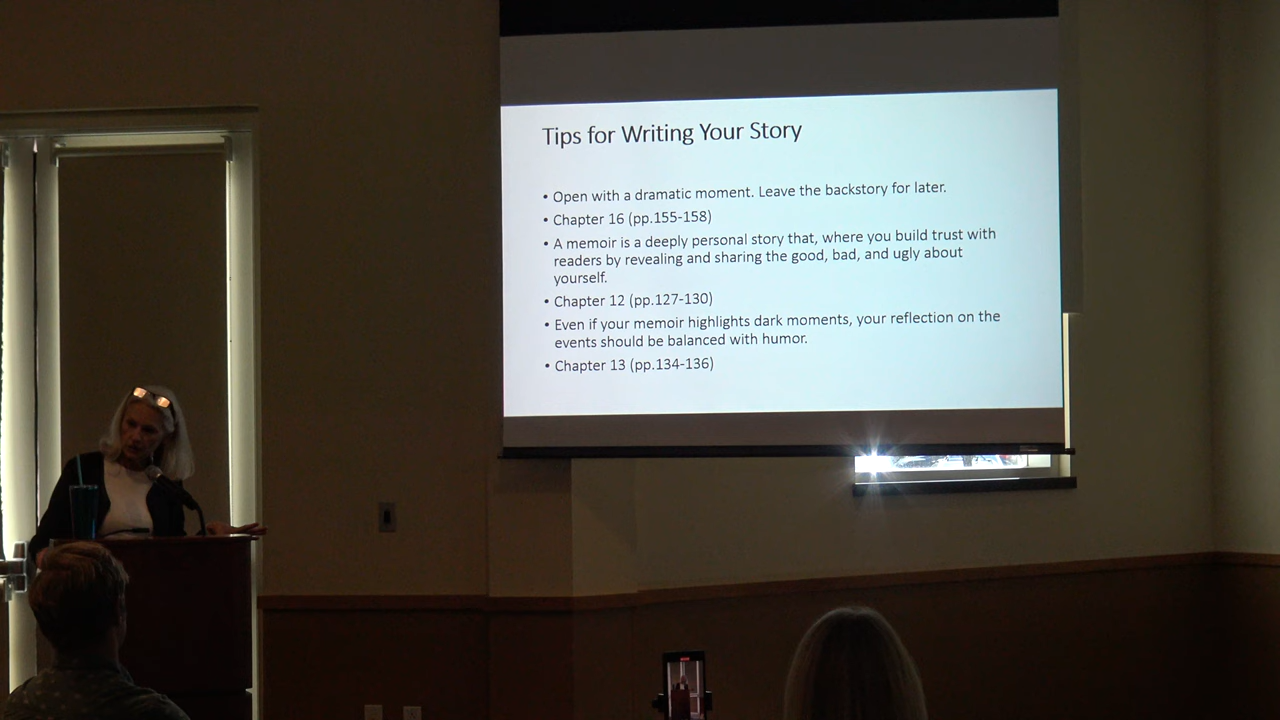 Tips for Writing Your Story
• Open with a dramatic moment. Leave the backstory for later.
• Chapter 16 (pp.155-158)
• A memoir is a deeply personal story that, where you build trust with
readers by revealing and sharing the good, bad, and ugly about
yourself.
• Chapter 12 (pp.127-130)
• Even if your memoir highlights dark moments, your reflection on the
events should be balanced with humor.
• Chapter 13 (pp.134-136)